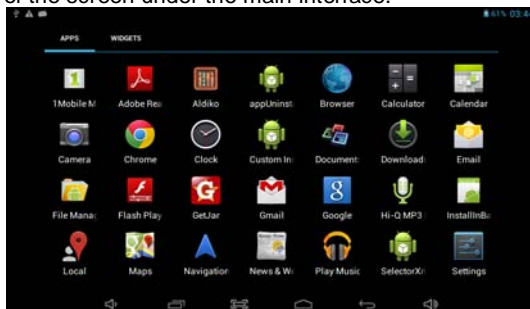 of the screen under the main interface.
61% 03:4
APPS WIDGETS
1Mobile M Adobe Rea Aldiko appUninst Browser Calculator Calendar
Camera Chrome Clock Custom In Document Download Email
File Manag Flash Play GetJar Gmail Google Hi-Q MP3 InstallInBa
Local Maps Navigation News & We Play Music SelectorXr Settings